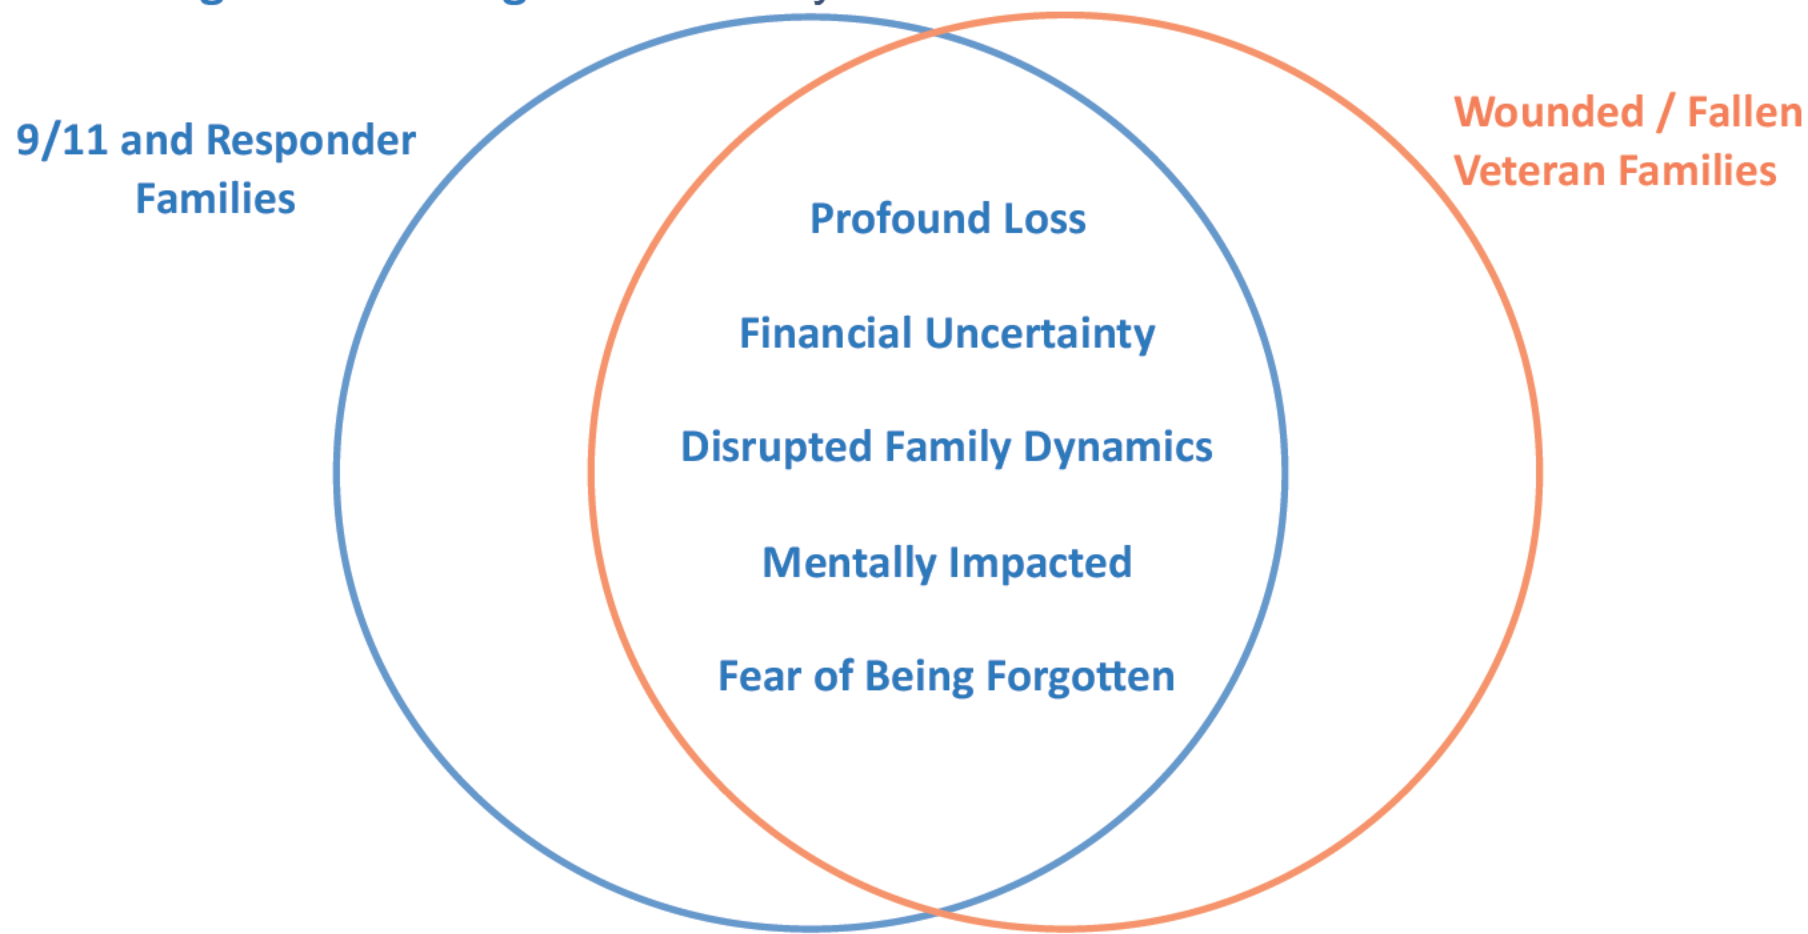 9/11 and Responder
Families
Wounded / Fallen
Veteran Families
Profound Loss
Financial Uncertainty
Disrupted Family Dynamics
Mentally Impacted
Fear of Being Forgotten